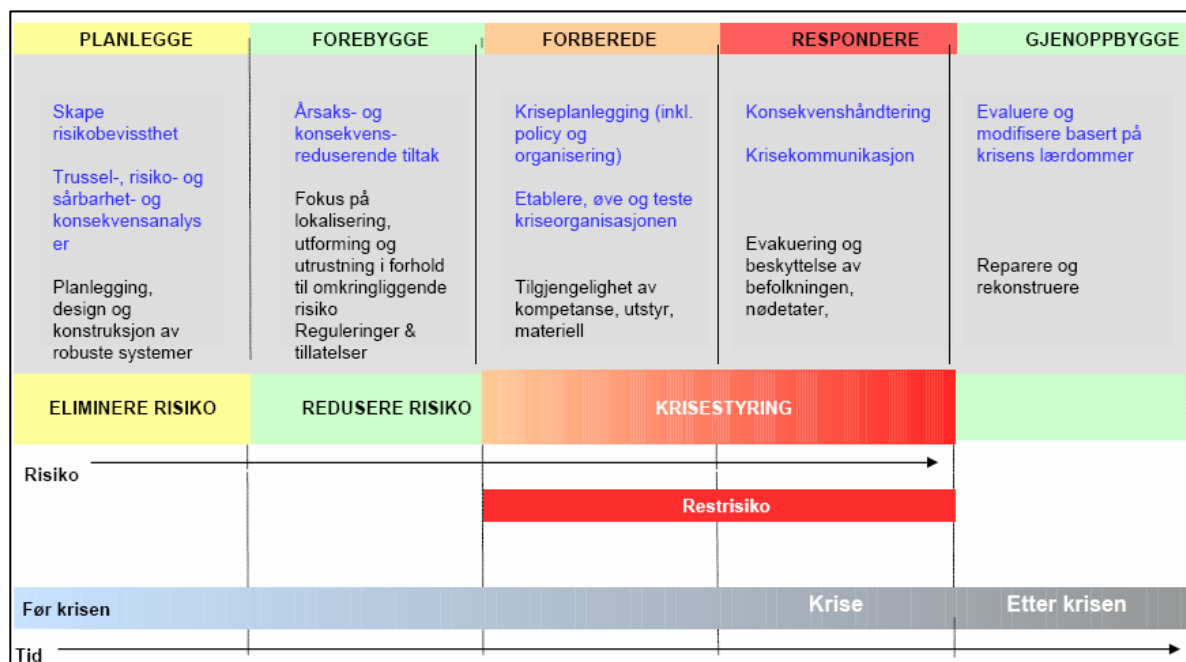 PLANLEGGE
FOREBYGGE
FORBEREDE
RESPONDERE
GJENOPPBYGGE
Skape
risikobevissthet
Trussel-, risiko- og
sårbarhet- og
konsekvensanalys
er
Planlegging,
design og
konstruksjon av
robuste systemer
Årsaks- og
konsekvens-
reduserende tiltak
Fokus på
lokalisering,
utforming og
utrustning i forhold
til omkringliggende
risiko
Reguleringer &
tillatelser
Kriseplanlegging (inkl.
policy og
organisering)
Etablere, øve og teste
kriseorganisasjonen
Tilgjengelighet av
kompetanse, utstyr,
materiell
Konsekvenshåndtering
Krisekommunikasjon
Evakuering og
beskyttelse av
befolkningen,
nødetater,
Evaluere og
modifisere basert på
krisens lærdommer
Reparere og
rekonstruere
ELIMINERE RISIKO
REDUSERE RISIKO
KRISESTYRING
Risiko
Restrisiko
Før krisen
Krise
Etter krisen
Tid